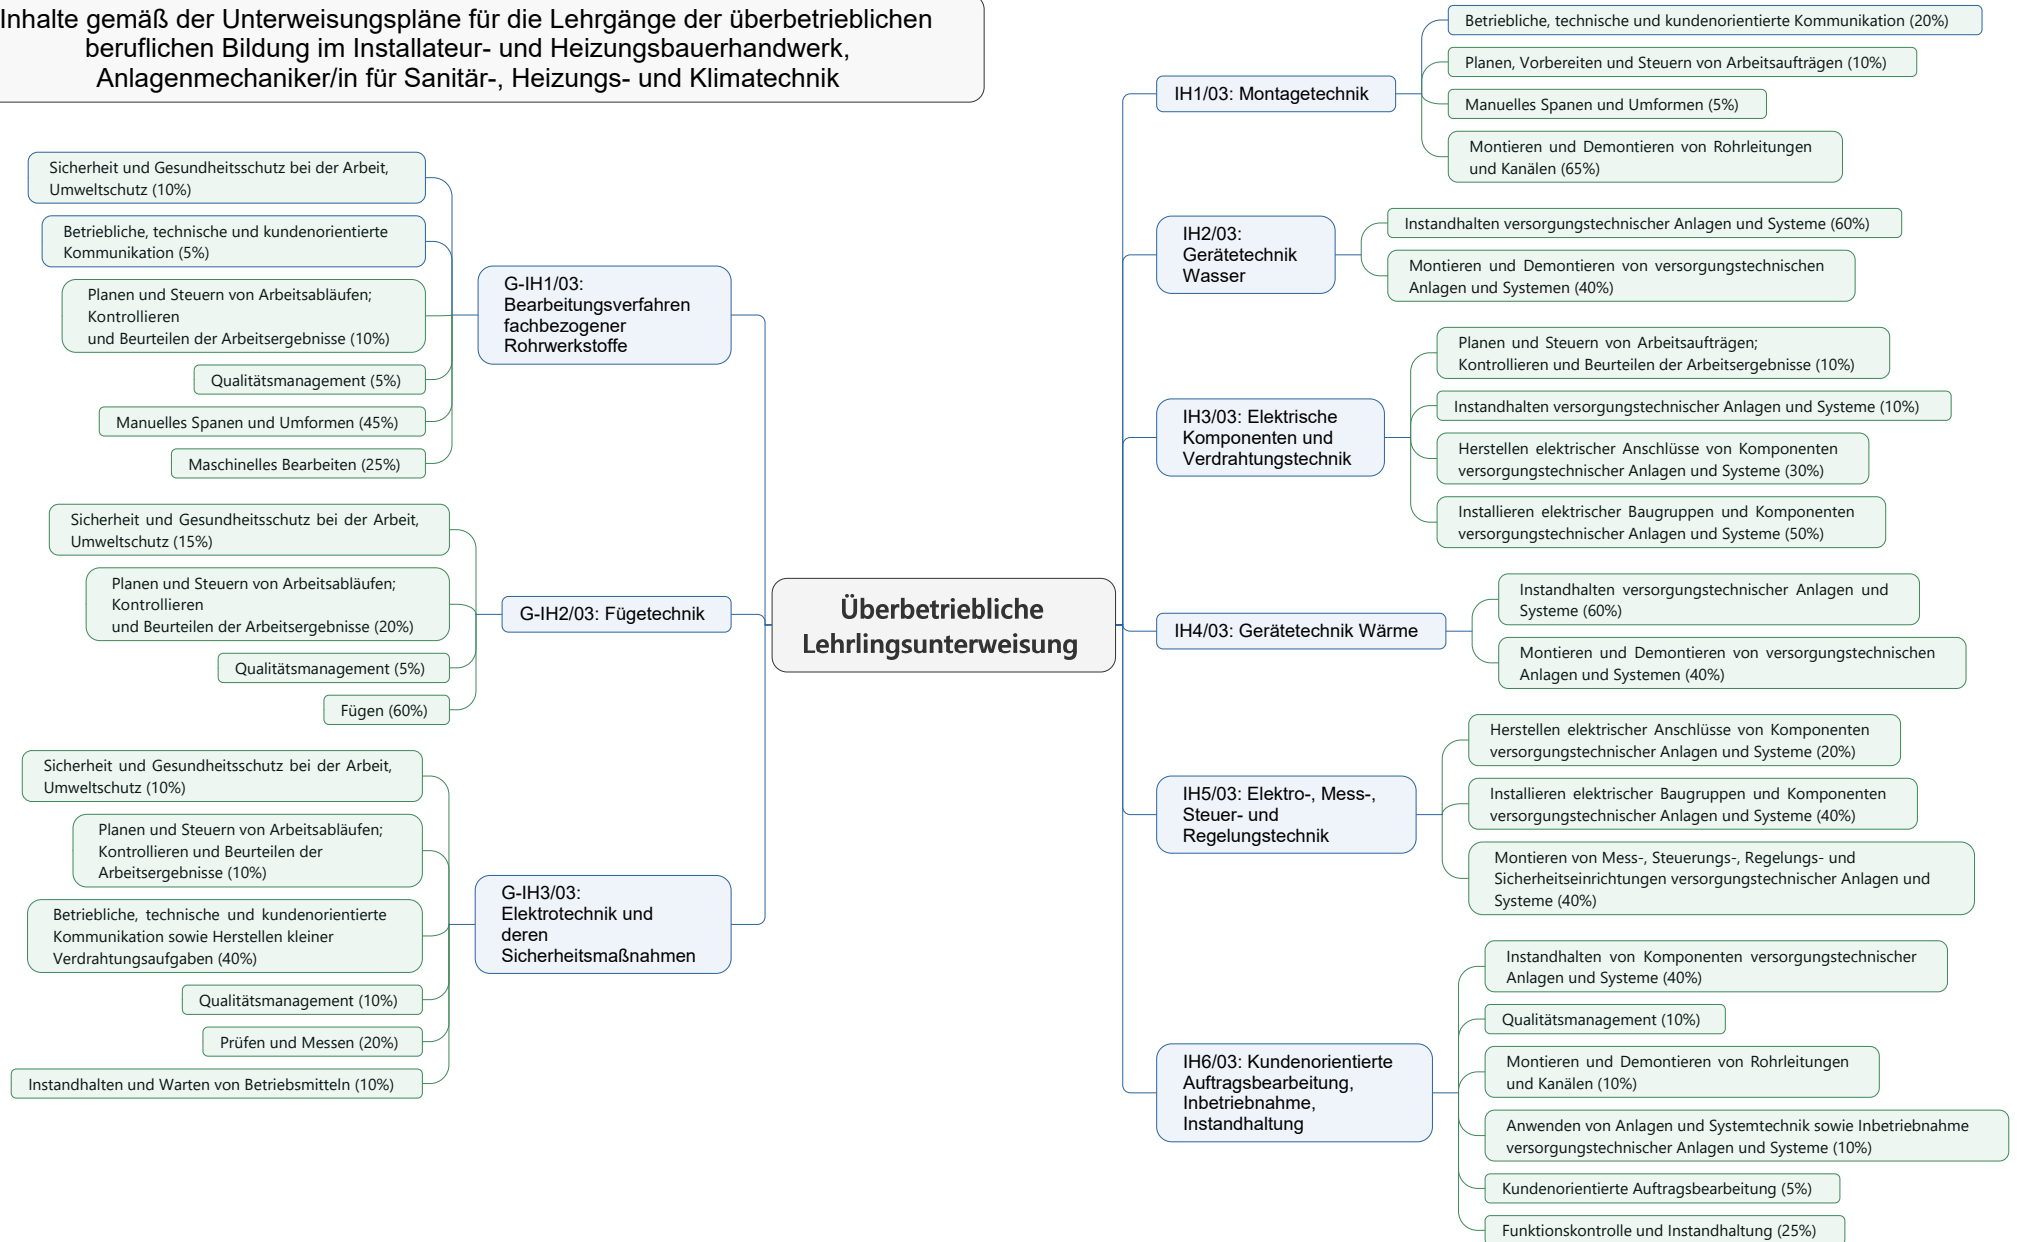 Inhalte gemäß der Unterweisungspläne für die Lehrgänge der überbetrieblichen
beruflichen Bildung im Installateur- und Heizungsbauerhandwerk,
Anlagenmechaniker/in für Sanitär-, Heizungs- und Klimatechnik
Sicherheit und Gesundheitsschutz bei der Arbeit,
Umweltschutz (10%)
Betriebliche, technische und kundenorientierte
Kommunikation (5%)
Planen und Steuern von Arbeitsabläufen;
Kontrollieren
und Beurteilen der Arbeitsergebnisse (10%)
Qualitätsmanagement (5%)
Manuelles Spanen und Umformen (45%)
Maschinelles Bearbeiten (25%)
G-IH1/03:
Bearbeitungsverfahren
fachbezogener
Rohrwerkstoffe
Sicherheit und Gesundheitsschutz bei der Arbeit,
Umweltschutz (15%)
Planen und Steuern von Arbeitsabläufen;
Kontrollieren
und Beurteilen der Arbeitsergebnisse (20%)
Qualitätsmanagement (5%)
Fügen (60%)
G-IH2/03: Fügetechnik
Sicherheit und Gesundheitsschutz bei der Arbeit,
Umweltschutz (10%)
Planen und Steuern von Arbeitsabläufen;
Kontrollieren und Beurteilen der
Arbeitsergebnisse (10%)
Betriebliche, technische und kundenorientierte
Kommunikation sowie Herstellen kleiner
Verdrahtungsaufgaben (40%)
Qualitätsmanagement (10%)
Prüfen und Messen (20%)
Instandhalten und Warten von Betriebsmitteln (10%)
G-IH3/03:
Elektrotechnik und
deren
Sicherheitsmaßnahmen
Überbetriebliche
Lehrlingsunterweisung
IH1/03: Montagetechnik
Betriebliche, technische und kundenorientierte Kommunikation (20%)
Planen, Vorbereiten und Steuern von Arbeitsaufträgen (10%)
Manuelles Spanen und Umformen (5%)
Montieren und Demontieren von Rohrleitungen
und Kanälen (65%)
IH2/03:
Gerätetechnik
Wasser
Instandhalten versorgungstechnischer Anlagen und Systeme (60%)
Montieren und Demontieren von versorgungstechnischen
Anlagen und Systemen (40%)
IH3/03: Elektrische
Komponenten und
Verdrahtungstechnik
Planen und Steuern von Arbeitsaufträgen;
Kontrollieren und Beurteilen der Arbeitsergebnisse (10%)
Instandhalten versorgungstechnischer Anlagen und Systeme (10%)
Herstellen elektrischer Anschlüsse von Komponenten
versorgungstechnischer Anlagen und Systeme (30%)
Installieren elektrischer Baugruppen und Komponenten
versorgungstechnischer Anlagen und Systeme (50%)
IH4/03: Gerätetechnik Wärme
Instandhalten versorgungstechnischer Anlagen und
Systeme (60%)
Montieren und Demontieren von versorgungstechnischen
Anlagen und Systemen (40%)
IH5/03: Elektro-, Mess-,
Steuer- und
Regelungstechnik
Herstellen elektrischer Anschlüsse von Komponenten
versorgungstechnischer Anlagen und Systeme (20%)
Installieren elektrischer Baugruppen und Komponenten
versorgungstechnischer Anlagen und Systeme (40%)
Montieren von Mess-, Steuerungs-, Regelungs- und
Sicherheitseinrichtungen versorgungstechnischer Anlagen und
Systeme (40%)
IH6/03: Kundenorientierte
Auftragsbearbeitung,
Inbetriebnahme,
Instandhaltung
Instandhalten von Komponenten versorgungstechnischer
Anlagen und Systeme (40%)
Qualitätsmanagement (10%)
Montieren und Demontieren von Rohrleitungen
und Kanälen (10%)
Anwenden von Anlagen und Systemtechnik sowie Inbetriebnahme
versorgungstechnischer Anlagen und Systeme (10%)
Kundenorientierte Auftragsbearbeitung (5%)
Funktionskontrolle und Instandhaltung (25%)